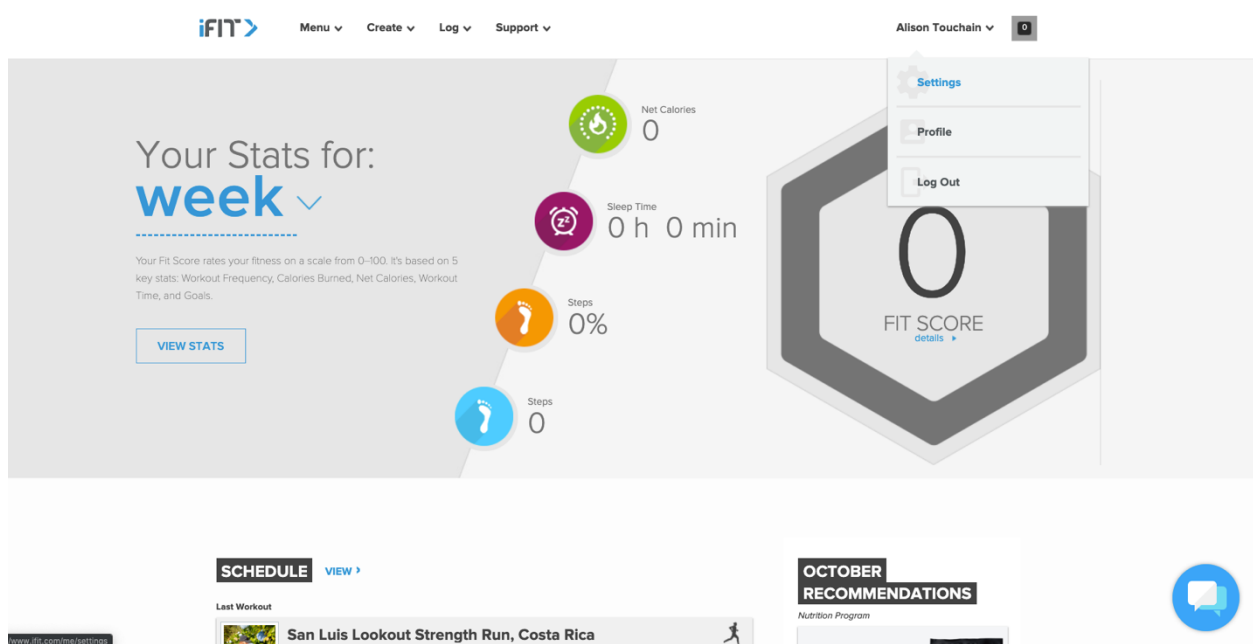 iFIT
Menu
Create
Log
Support
Alison Touchain
0
Settings
Profile
Log Out
Your Stats for:
week
Your Fit Score rates your fitness on a scale from 0–100. It's based on 5
key stats: Workout Frequency, Calories Burned, Net Calories, Workout
Time, and Goals.
VIEW STATS
Net Calories
0
zz
Sleep Time
0 h 0 min
Steps
0%
Steps
0
0
FIT SCORE
details
SCHEDULE VIEW
Last Workout
San Luis Lookout Strength Run, Costa Rica
OCTOBER
RECOMMENDATIONS
Nutrition Program
/www.ifit.com/me/settings